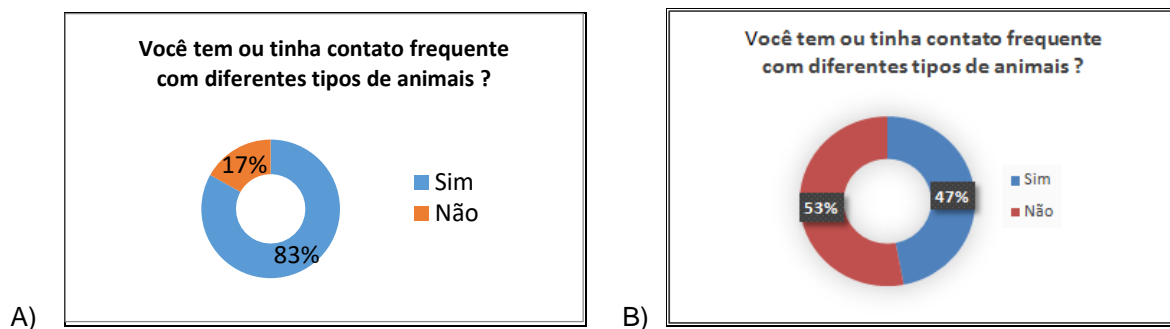 Você tem ou tinha contato frequente
com diferentes tipos de animais ?
17%
83%
Sim
Não
A)
Você tem ou tinha contato frequente
com diferentes tipos de animais ?
53%
47%
Sim
Não
B)